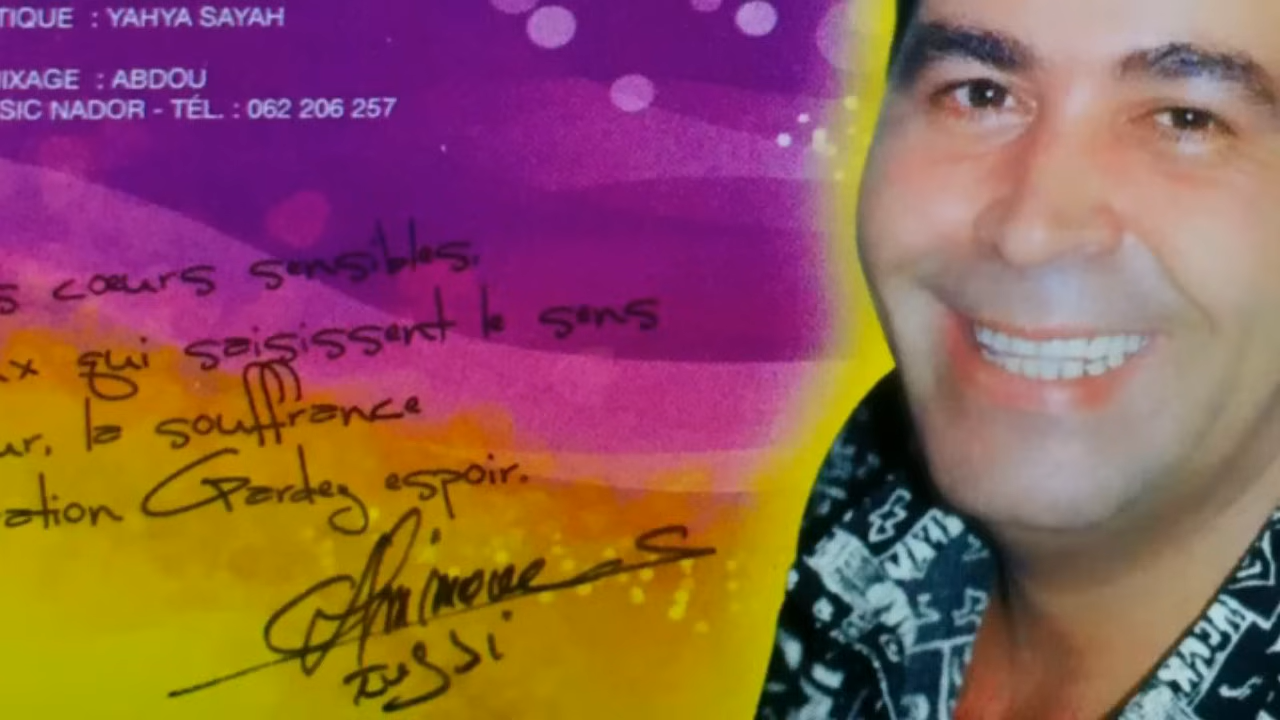 TIQUE : YAHYA SAYAH
IXAGE : ABDOU
SIC NADOR - TÉL. : 062 206 257
s cœurs sensibles.
x qui saisissent le sens
ur, la souffrance
ation Gardez espoir.